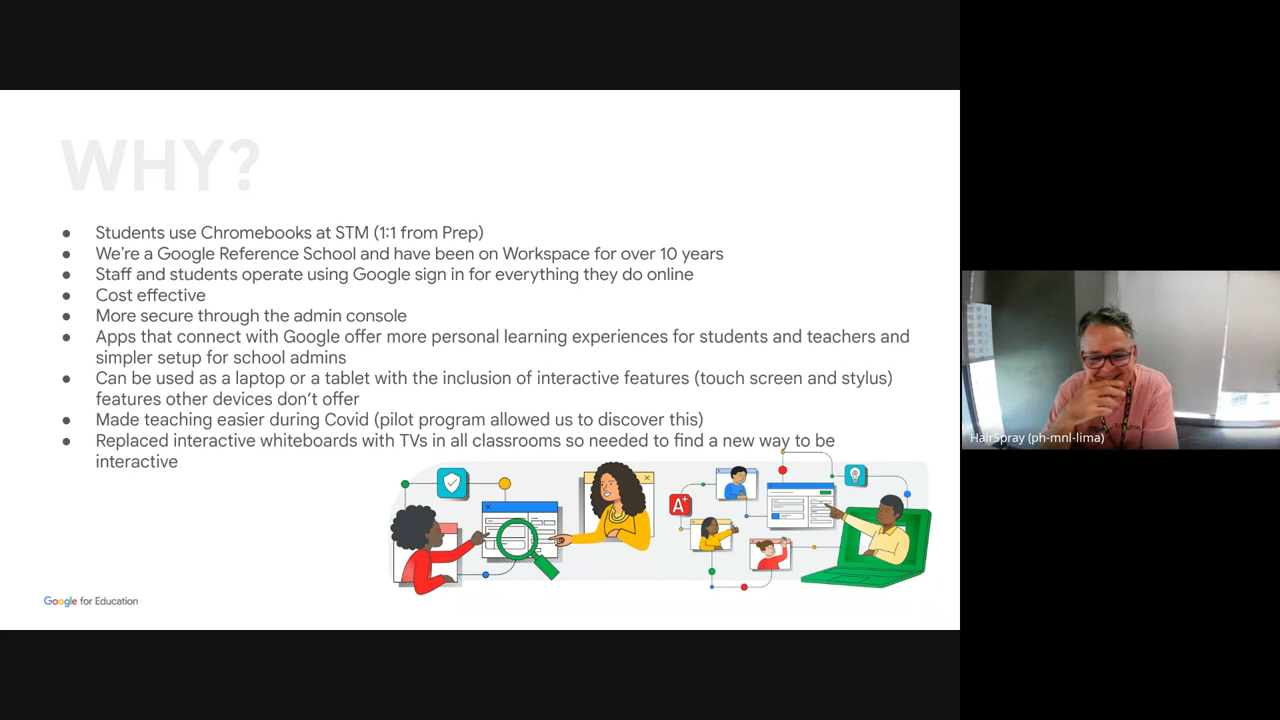 WHY?
● Students use Chromebooks at STM (1:1 from Prep)
● We're a Google Reference School and have been on Workspace for over 10 years
● Staff and students operate using Google sign in for everything they do online
● Cost effective
● More secure through the admin console
● Apps that connect with Google offer more personal learning experiences for students and teachers and
simpler setup for school admins
● Can be used as a laptop or a tablet with the inclusion of interactive features (touch screen and stylus)
features other devices don't offer
● Made teaching easier during Covid (pilot program allowed us to discover this)
● Replaced interactive whiteboards with TVs in all classrooms so needed to find a new way to be
interactive
A+
Google for Education
HairSpray (ph-mnl-lima)